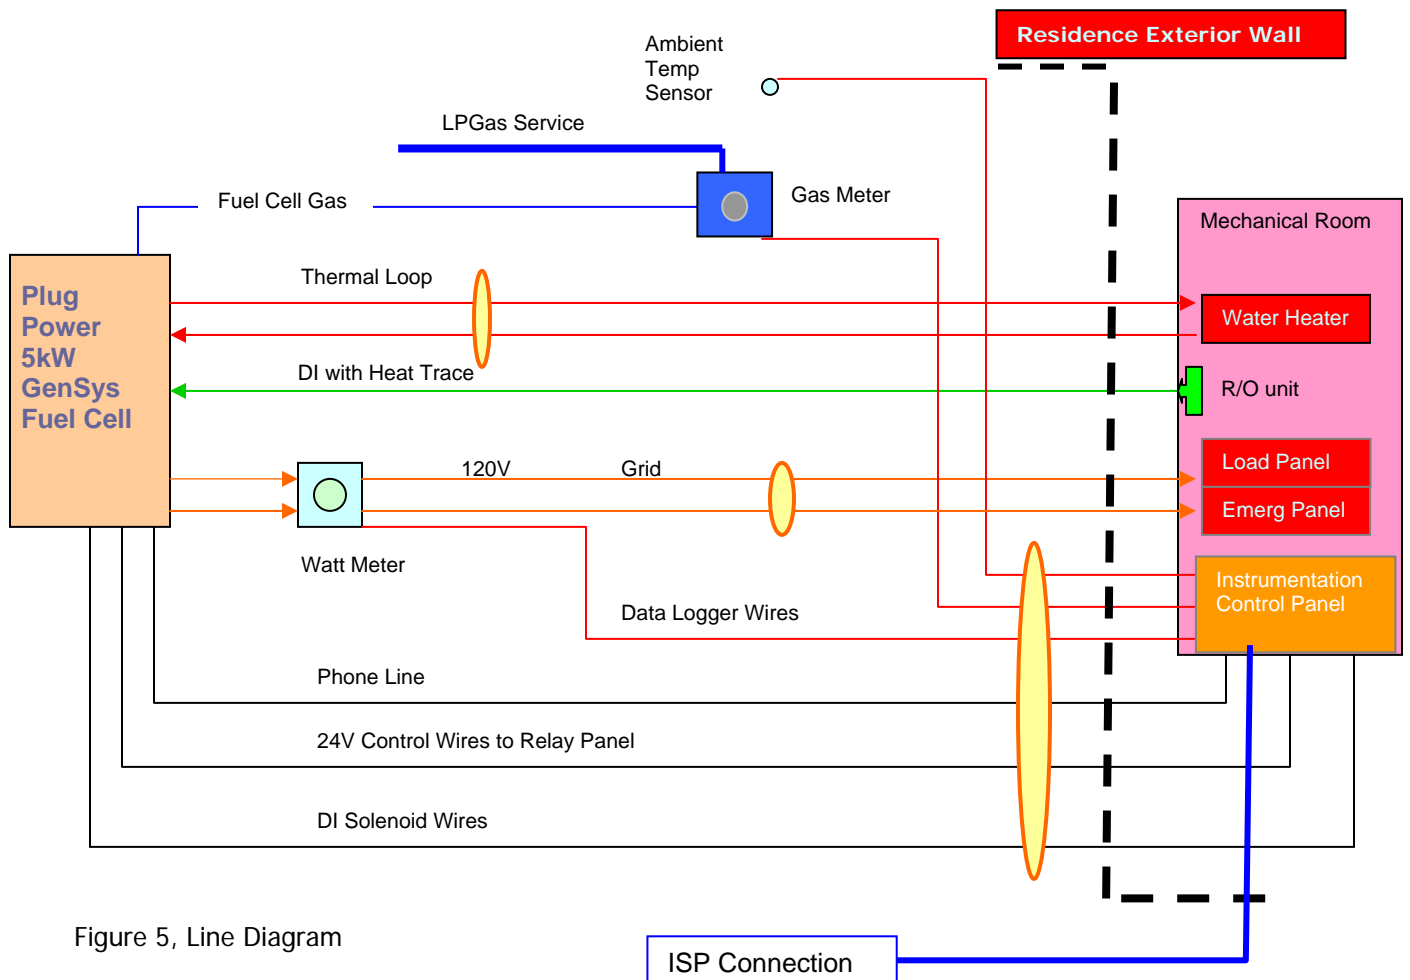 Residence Exterior Wall
Ambient
Temp
Sensor
LPGas Service
Fuel Cell Gas
Gas Meter
Mechanical Room
Thermal Loop
Plug
Power
5kW
GenSys
Fuel Cell
Water Heater
DI with Heat Trace
R/O unit
120V
Grid
Load Panel
Emerg Panel
Watt Meter
Instrumentation
Control Panel
Data Logger Wires
Phone Line
24V Control Wires to Relay Panel
DI Solenoid Wires
Figure 5, Line Diagram
ISP Connection